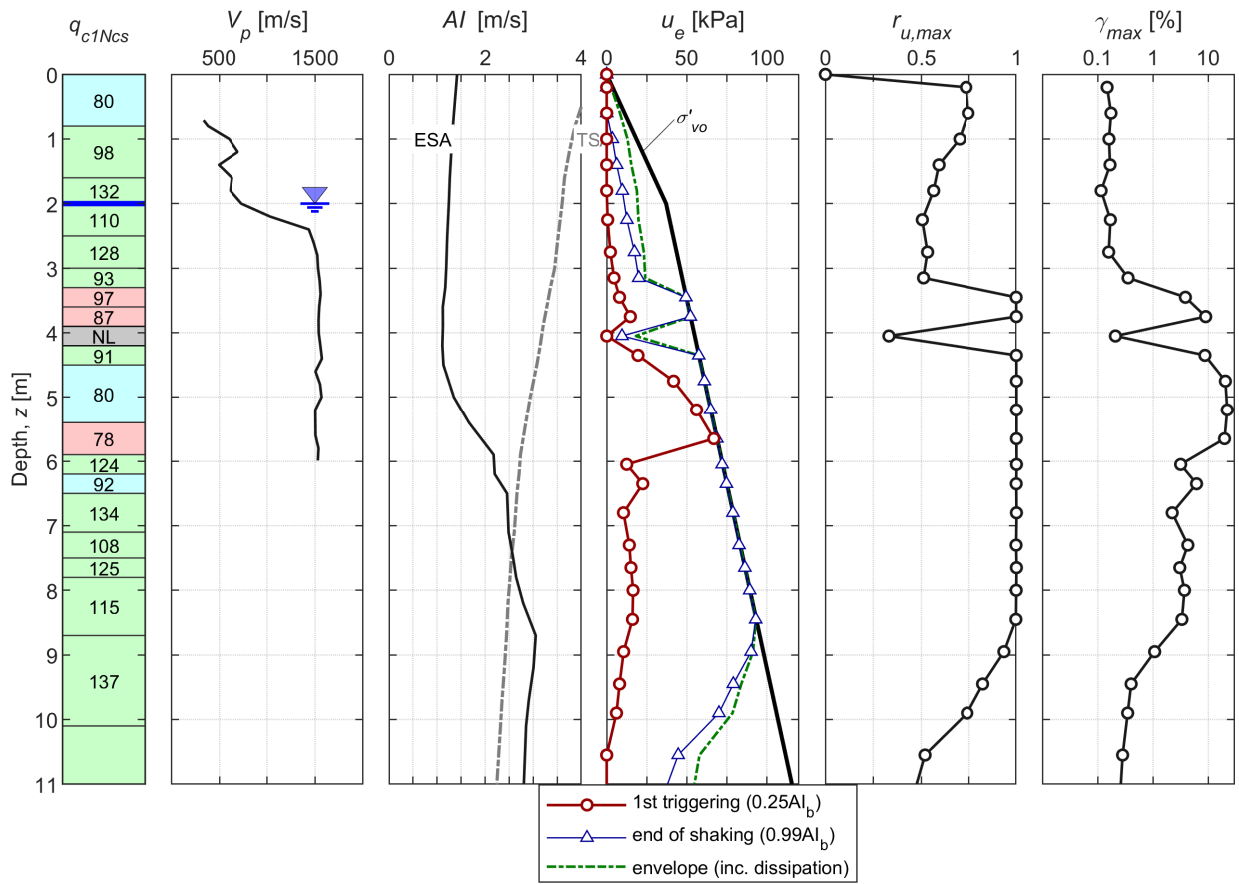 q_c1Ncs
V_p [m/s]
AI [m/s]
u_e [kPa]
r_u,max
γ_max [%]
500 1500
0 2 4
0 50 100
0 0.5 1
0.1 1 10
0
80
ESA
TS
σ'_vo
1
98
132
2
110
128
3
93
97
87
4
NL
91
80
5
78
6
124
92
134
7
108
125
8
115
9
137
10
11
Depth, z [m]
1st triggering (0.25AI_b)
end of shaking (0.99AI_b)
envelope (inc. dissipation)